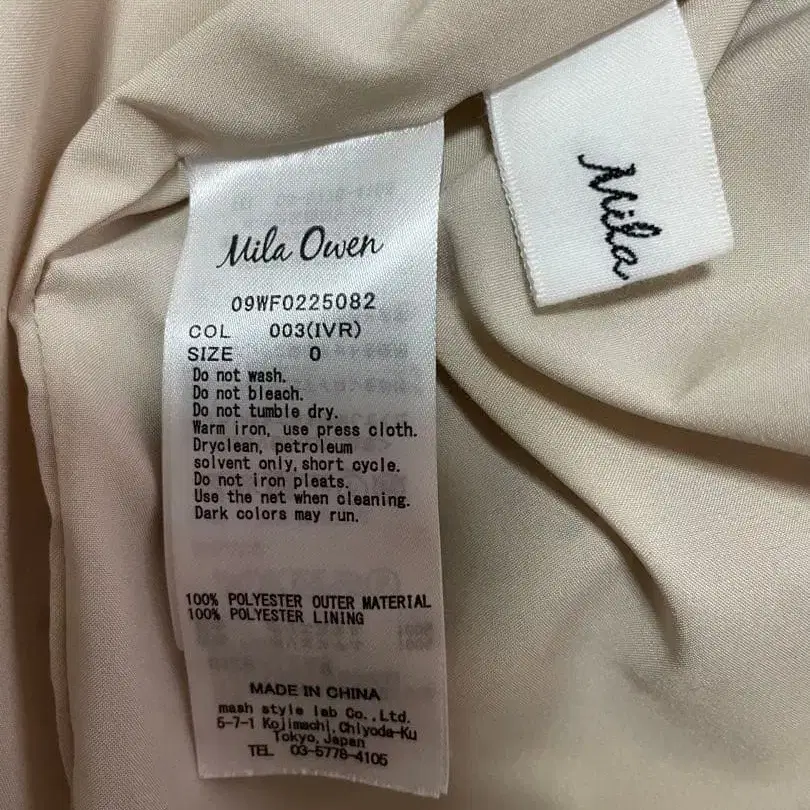 Mila Owen
09WF0225082
COL 003(IVR)
SIZE 0
Do not wash.
Do not bleach.
Do not tumble dry.
Warm iron, use press cloth.
Dryclean, petroleum
solvent only, short cycle.
Do not iron pleats.
Use the net when cleaning.
Dark colors may run.
100% POLYESTER OUTER MATERIAL
100% POLYESTER LINING
MADE IN CHINA
mash style lab Co.,Ltd.
5-7-1 Kojimachi,Chiyoda-Ku
Tokyo,Japan
TEL 03-5778-4105
Mila